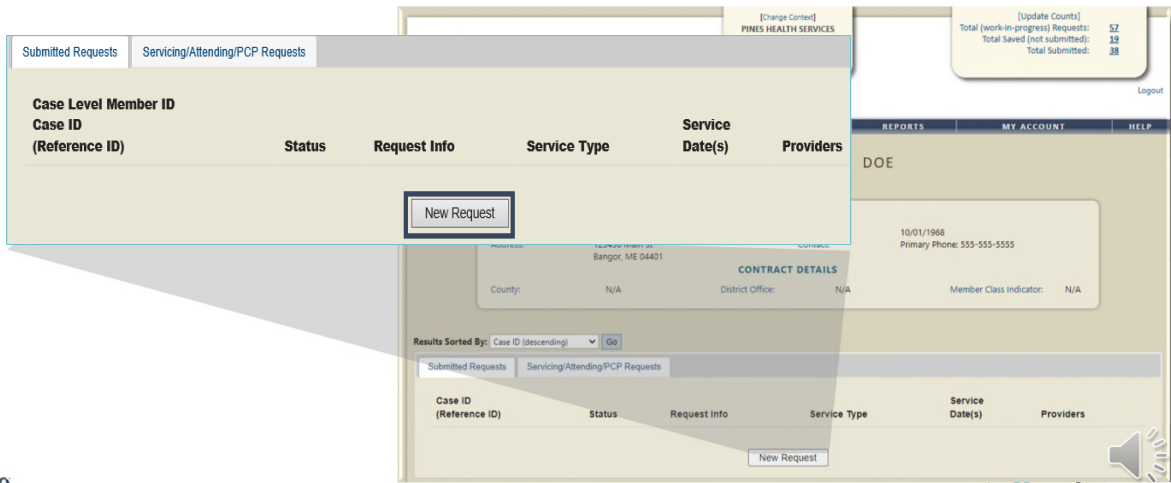 [Change Context]
PINES HEALTH SERVICES
[Update Counts]
Total (work-in-progress) Requests: 57
Total Saved (not submitted): 19
Total Submitted: 38
Logout
REPORTS MY ACCOUNT HELP
DOE
Submitted Requests Servicing/Attending/PCP Requests
Case Level Member ID
Case ID
(Reference ID) Status Request Info Service Type Service Date(s) Providers
New Request
10/01/1968
Address: 123456 Main St Contact: Primary Phone: 555-555-5555
Bangor, ME 04401
CONTRACT DETAILS
County: N/A District Office: N/A Member Class Indicator: N/A
Results Sorted By: Case ID (descending) Go
Submitted Requests Servicing/Attending/PCP Requests
Case ID
(Reference ID) Status Request Info Service Type Service Date(s) Providers
New Request